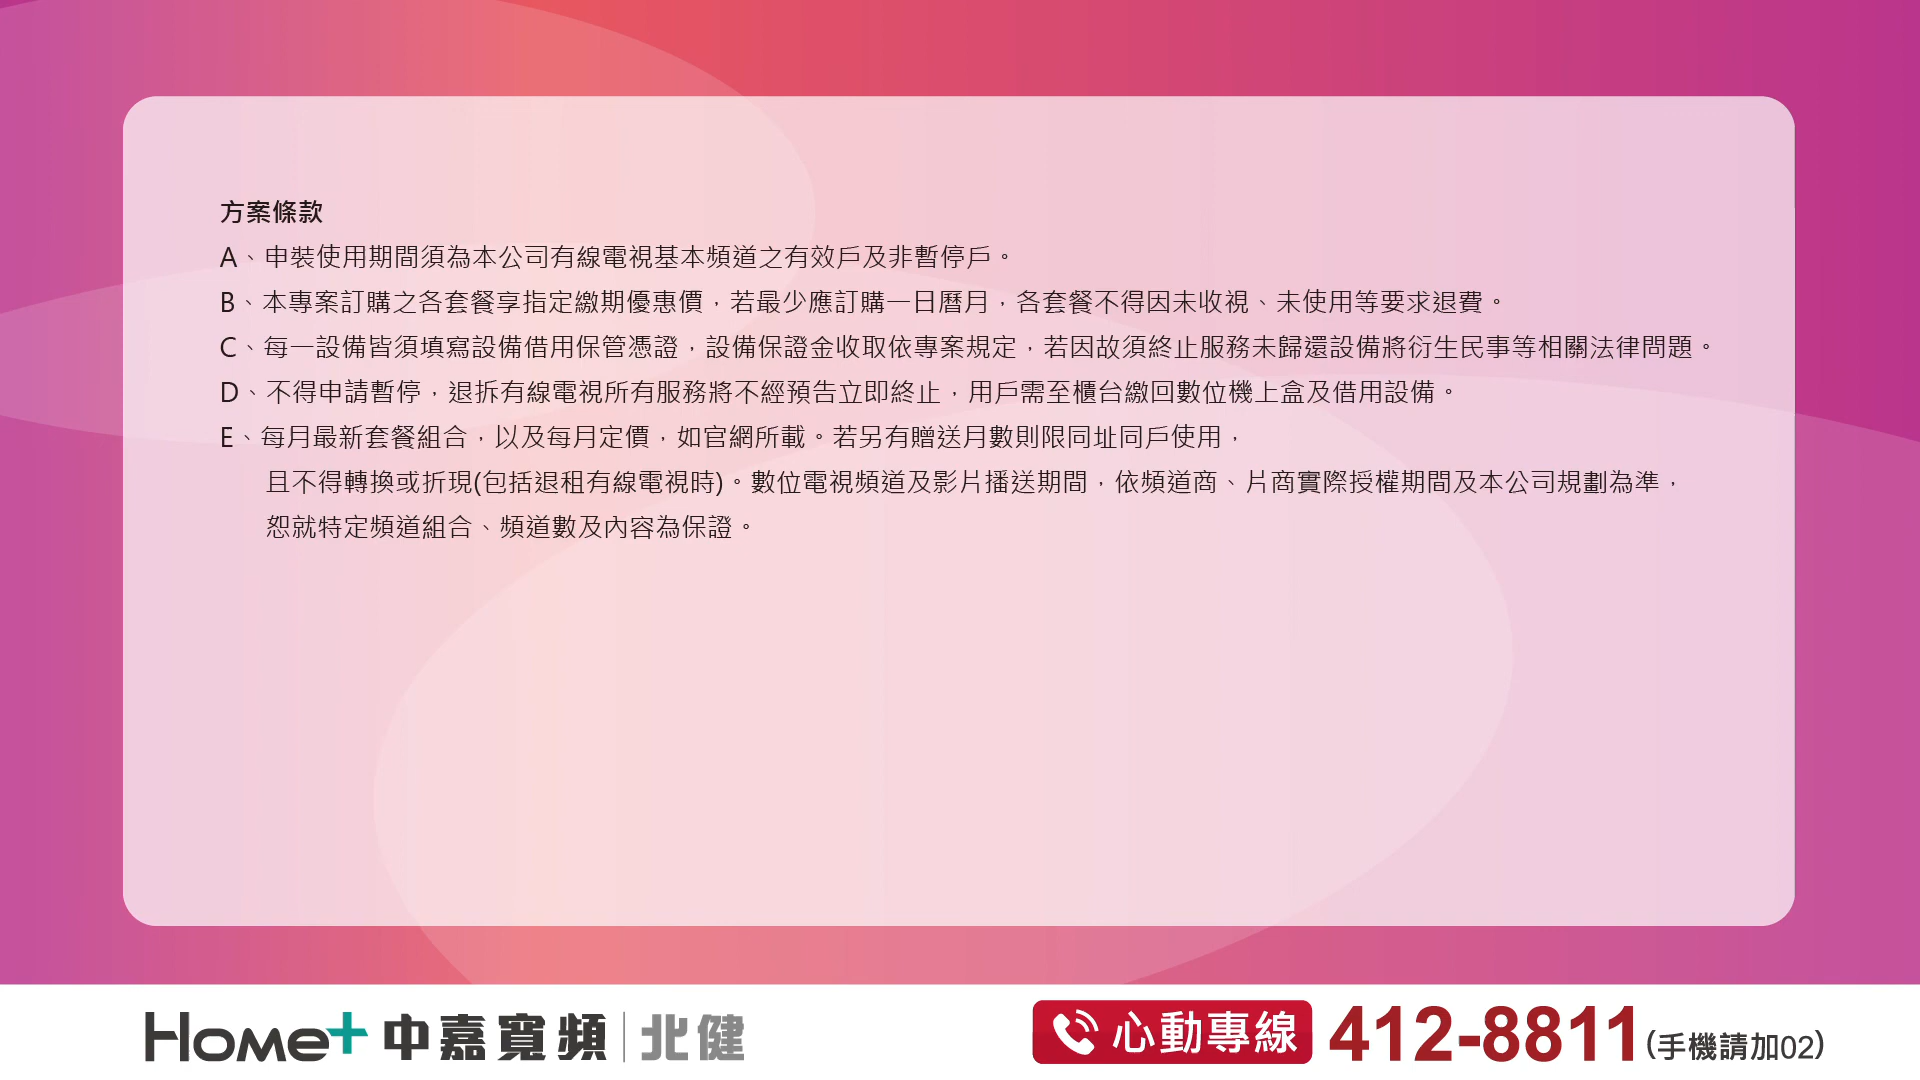 方案條款
A、申裝使用期間須為本公司有線電視基本頻道之有效戶及非暫停戶。
B、本專案訂購之各套餐享指定繳期優惠價，若最少應訂購一日曆月，各套餐不得因未收視、未使用等要求退費。
C、每一設備皆須填寫設備借用保管憑證，設備保證金收取依專案規定，若因故須終止服務未歸還設備將衍生民事等相關法律問題。
D、不得申請暫停，退拆有線電視所有服務將不經預告立即終止，用戶需至櫃台繳回數位機上盒及借用設備。
E、每月最新套餐組合，以及每月定價，如官網所載。若另有贈送月數則限同址同戶使用，
且不得轉換或折現(包括退租有線電視時)。數位電視頻道及影片播送期間，依頻道商、片商實際授權期間及本公司規劃為準，
恕就特定頻道組合、頻道數及內容為保證。
Home+ 中嘉寬頻 | 北健
心動專線 412-8811 (手機請加02)